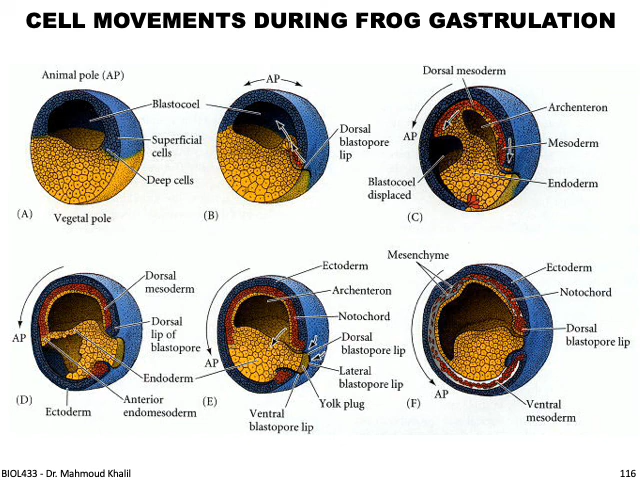 CELL MOVEMENTS DURING FROG GASTRULATION
Animal pole (AP)
Blastocoel
Superficial
cells
Deep cells
(A)
Vegetal pole
AP
Dorsal
blastopore
lip
(B)
Dorsal mesoderm
AP
Archenteron
Mesoderm
Endoderm
Blastocoel
displaced
(C)
AP
Dorsal
mesoderm
Dorsal
lip of
blastopore
Endoderm
Anterior
endomesoderm
(D)
Ectoderm
Ectoderm
Archenteron
Notochord
Dorsal
blastopore lip
Lateral
blastopore lip
Yolk plug
AP
(E)
Ventral
blastopore lip
Mesenchyme
Ectoderm
Notochord
Dorsal
blastopore lip
AP
(F)
Ventral
mesoderm
BIOL433 - Dr. Mahmoud Khalil
116